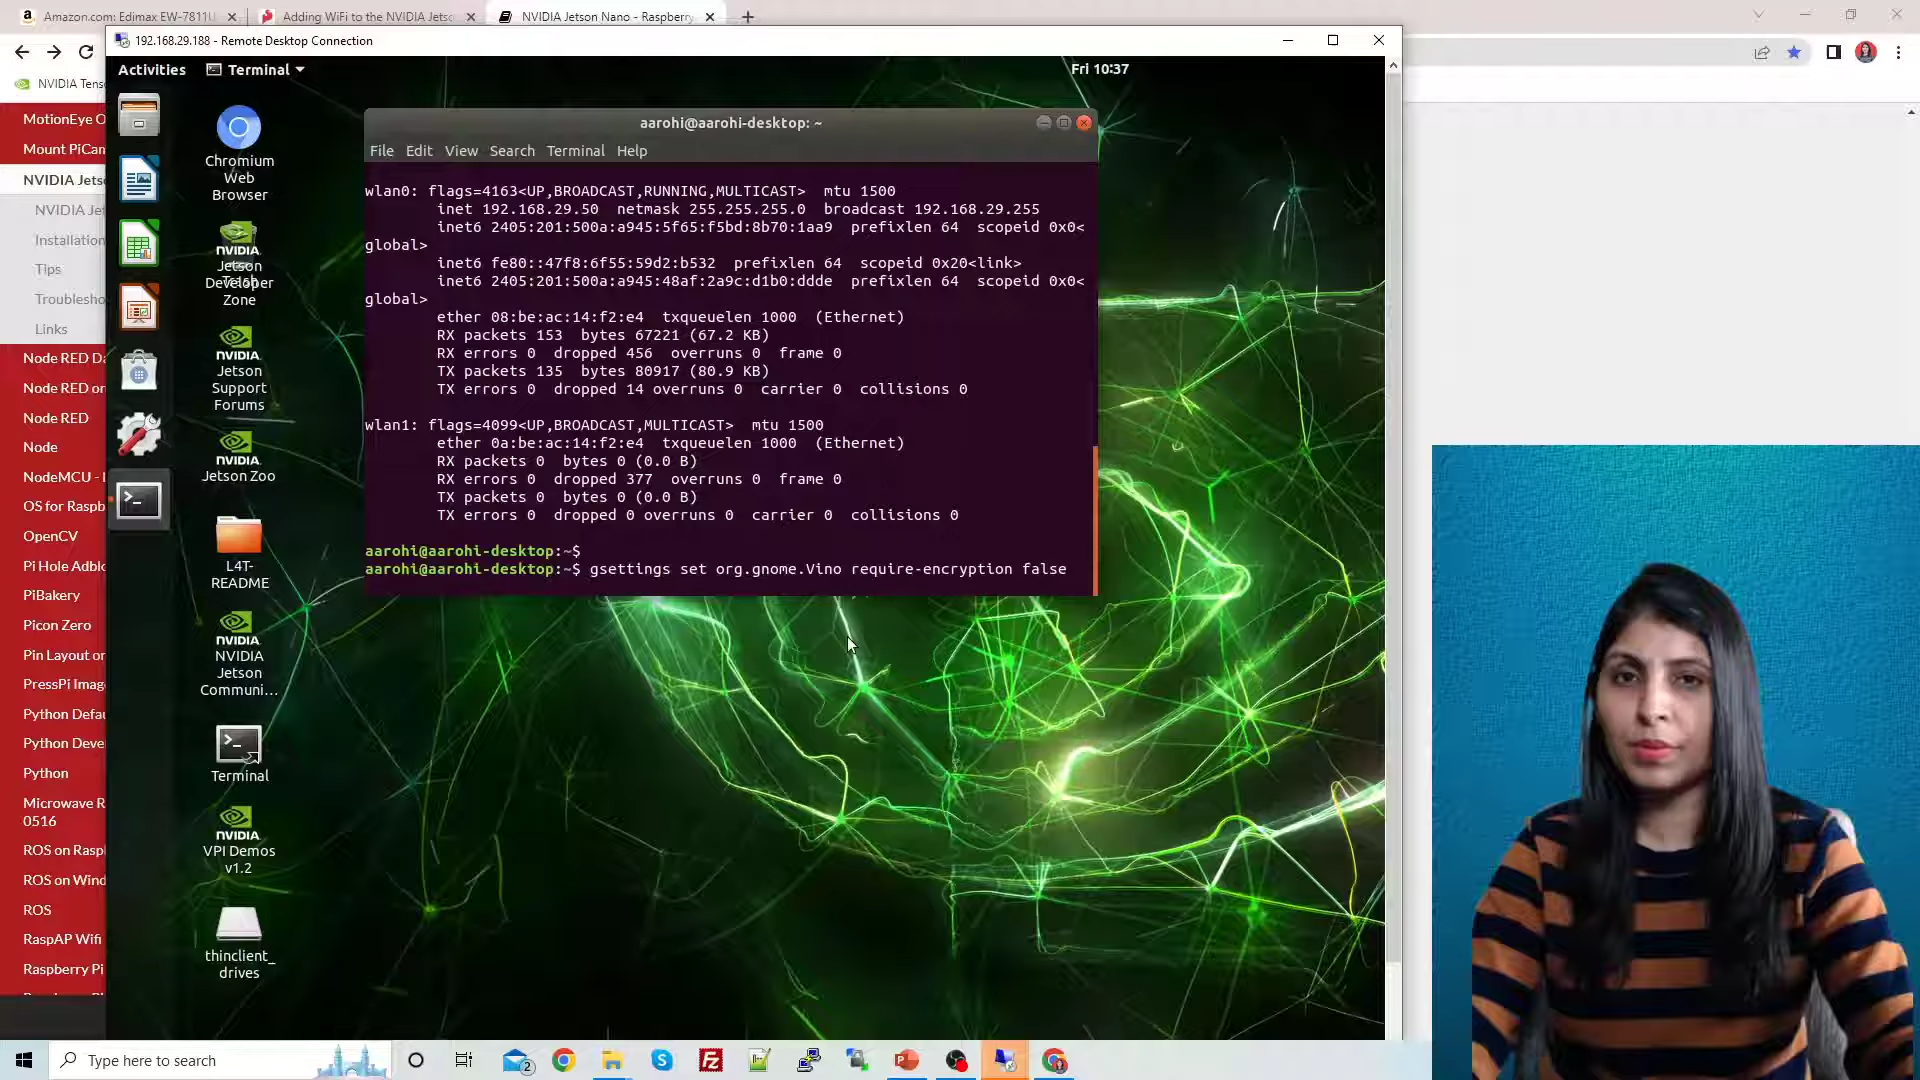 Amazon.com: Edimax EW-7811U
Adding WiFi to the NVIDIA Jetso
NVIDIA Jetson Nano - Raspberry
192.168.29.188 - Remote Desktop Connection
NVIDIA Tens
Activities
Terminal
Fri 10:37
MotionEye O
Mount PiCam
NVIDIA Jets
NVIDIA Jet
Installation
Tips
Troublesho
Links
Node RED Da
Node RED on
Node RED
Node
NodeMCU - I
OS for Raspb
OpenCV
Pi Hole Adblo
PiBakery
Picon Zero
Pin Layout on
PressPi Image
Python Defau
Python Deve
Python
Microwave R
0516
ROS on Raspl
ROS on Wind
ROS
RaspAP Wifi
Raspberry Pi
Chromium
Web
Browser
NVIDIA
Jetson
Developer
Zone
NVIDIA
Jetson
Support
Forums
NVIDIA
Jetson Zoo
L4T-
README
NVIDIA
NVIDIA
Jetson
Communi...
Terminal
NVIDIA
VPI Demos
v1.2
thinclient_
drives
aarohi@aarohi-desktop: ~
File Edit View Search Terminal Help
wlan0: flags=4163<UP,BROADCAST,RUNNING,MULTICAST>  mtu 1500
inet 192.168.29.50  netmask 255.255.255.0  broadcast 192.168.29.255
inet6 2405:201:500a:a945:5f65:f5bd:8b70:1aa9  prefixlen 64  scopeid 0x0<
global>
inet6 fe80::47f8:6f55:59d2:b532  prefixlen 64  scopeid 0x20<link>
inet6 2405:201:500a:a945:48af:2a9c:d1b0:ddde  prefixlen 64  scopeid 0x0<
global>
ether 08:be:ac:14:f2:e4  txqueuelen 1000  (Ethernet)
RX packets 153  bytes 67221 (67.2 KB)
RX errors 0  dropped 456  overruns 0  frame 0
TX packets 135  bytes 80917 (80.9 KB)
TX errors 0  dropped 14 overruns 0  carrier 0  collisions 0
wlan1: flags=4099<UP,BROADCAST,MULTICAST>  mtu 1500
ether 0a:be:ac:14:f2:e4  txqueuelen 1000  (Ethernet)
RX packets 0  bytes 0 (0.0 B)
RX errors 0  dropped 377  overruns 0  frame 0
TX packets 0  bytes 0 (0.0 B)
TX errors 0  dropped 0 overruns 0  carrier 0  collisions 0
aarohi@aarohi-desktop:~$
aarohi@aarohi-desktop:~$ gsettings set org.gnome.Vino require-encryption false
Type here to search
2